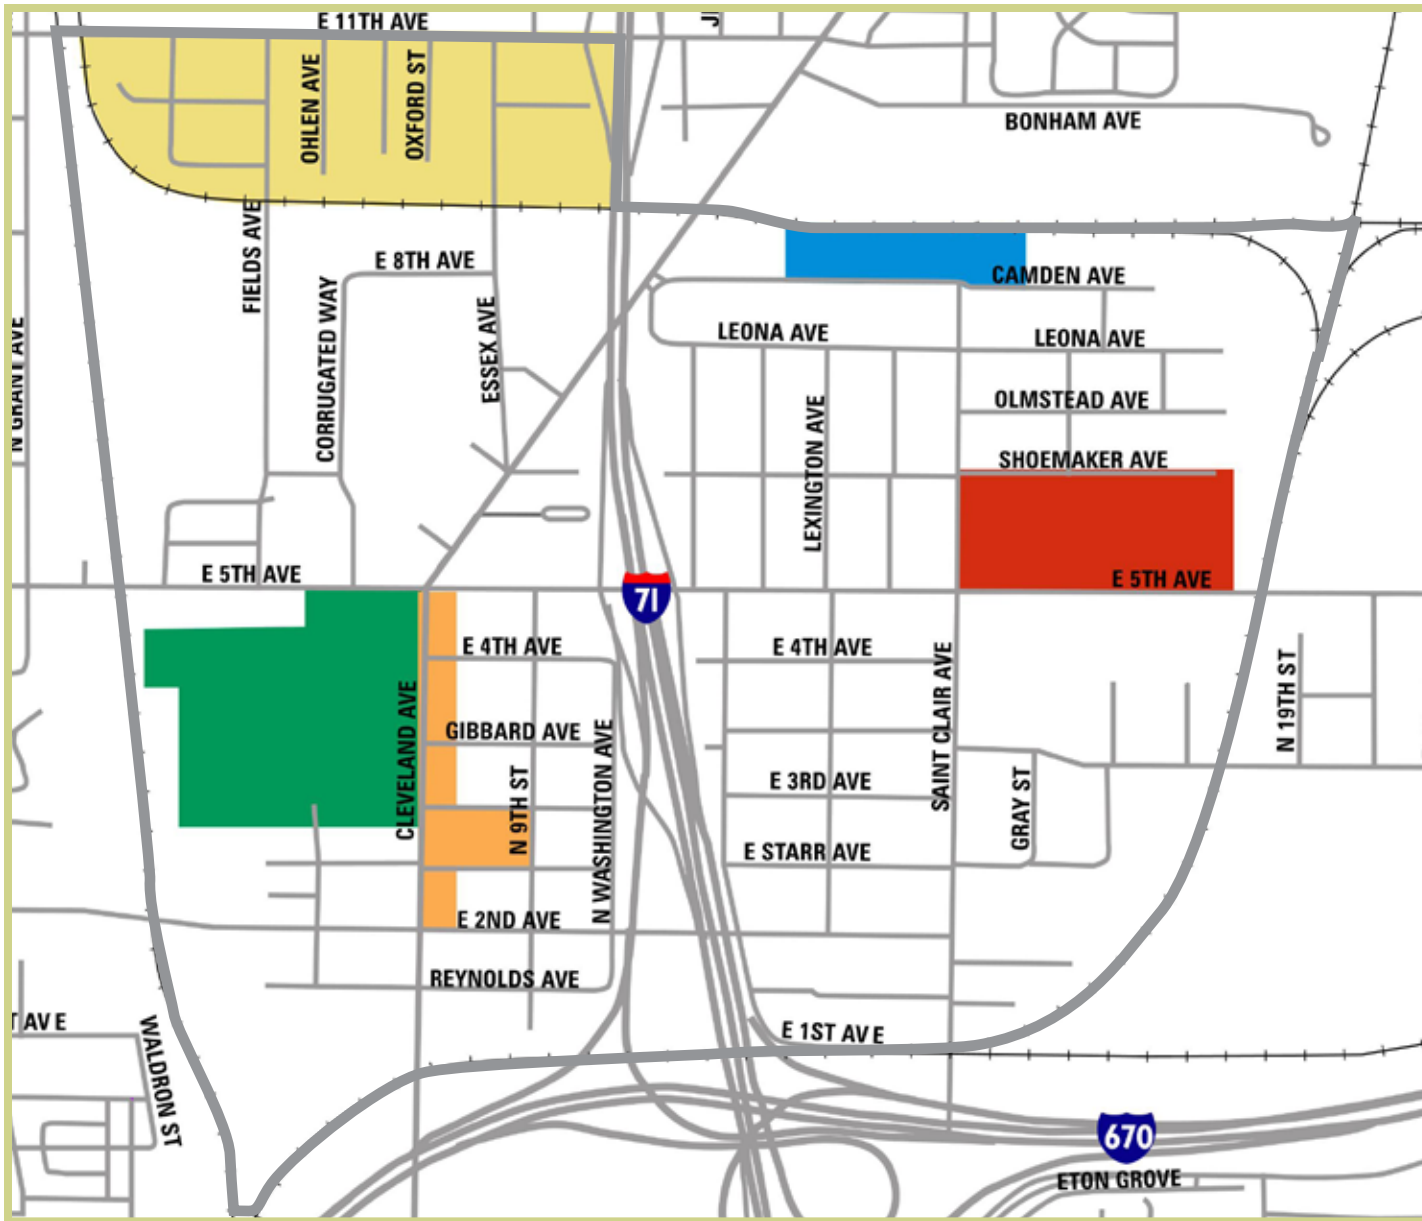 E 11TH AVE
OHLEN AVE
OXFORD ST
BONHAM AVE
FIELDS AVE
E 8TH AVE
CAMDEN AVE
CORRUGATED WAY
ESSEX AVE
LEONA AVE
LEONA AVE
N GRANT AVE
LEXINGTON AVE
OLMSTEAD AVE
SHOEMAKER AVE
E 5TH AVE
71
E 5TH AVE
E 4TH AVE
E 4TH AVE
CLEVELAND AVE
GIBBARD AVE
N 9TH ST
N WASHINGTON AVE
E 3RD AVE
SAINT CLAIR AVE
GRAY ST
N 19TH ST
E STARR AVE
E 2ND AVE
REYNOLDS AVE
T AVE
WALDRON ST
E 1ST AVE
670
ETON GROVE